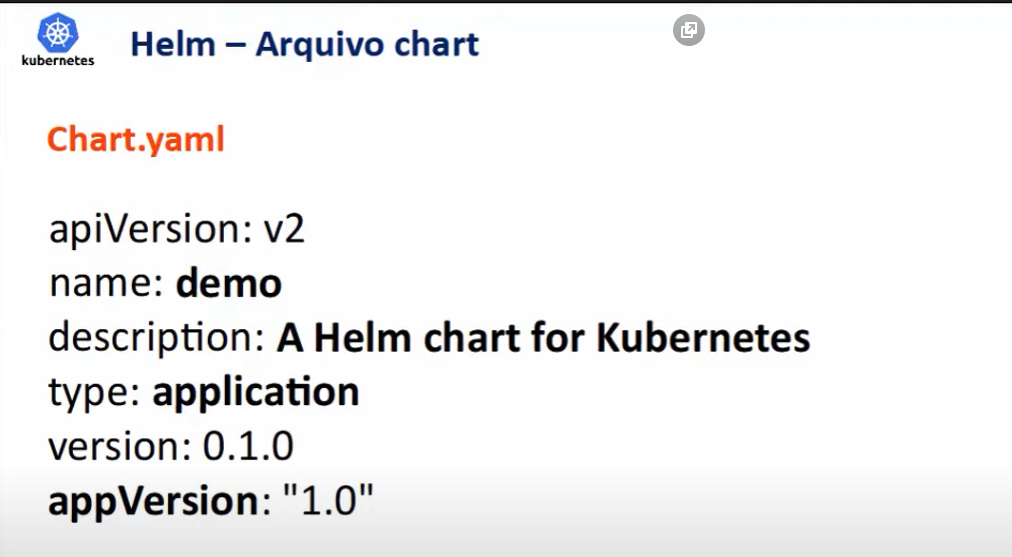 kubernetes
Helm – Arquivo chart
Chart.yaml
apiVersion: v2
name: demo
description: A Helm chart for Kubernetes
type: application
version: 0.1.0
appVersion: "1.0"